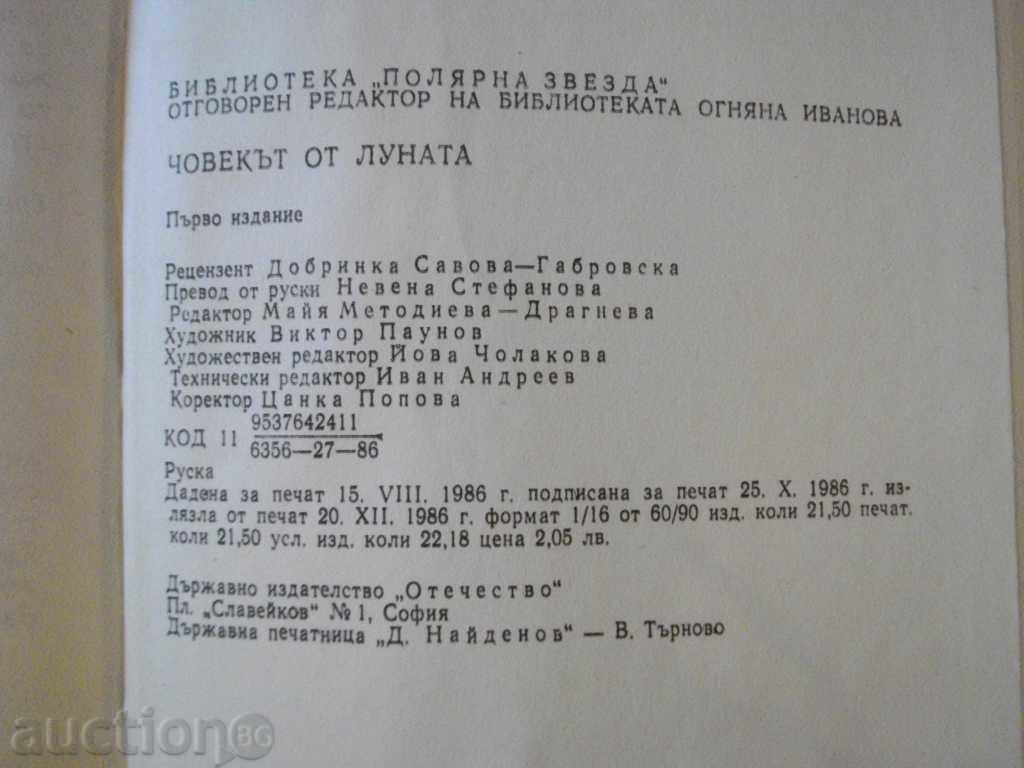 БИБЛИОТЕКА „ПОЛЯРНА ЗВЕЗДА“
ОТГОВОРЕН РЕДАКТОР НА БИБЛИОТЕКАТА ОГНЯНА ИВАНОВА
ЧОВЕКЪТ ОТ ЛУНАТА
Първо издание
Рецензент Добринка Савова—Габровска
Превод от руски Невена Стефанова
Редактор Майя Методиева—Драгнева
Художник Виктор Паунов
Художествен редактор Йова Чолакова
Технически редактор Иван Андреев
Коректор Цанка Попова
9537642411
КОД 11
6356—27—86
Руска
Дадена за печат 15. VIII. 1986 г. подписана за печат 25. X. 1986 г. из-
лязла от печат 20. XII. 1986 г. формат 1/16 от 60/90 изд. коли 21,50 печат.
коли 21,50 усл. изд. коли 22,18 цена 2,05 лв.
Държавно издателство „Отечество“
Пл. „Славейков“ № 1, София
Държавна печатница „Д. Найденов“ — В. Търново
auction BG